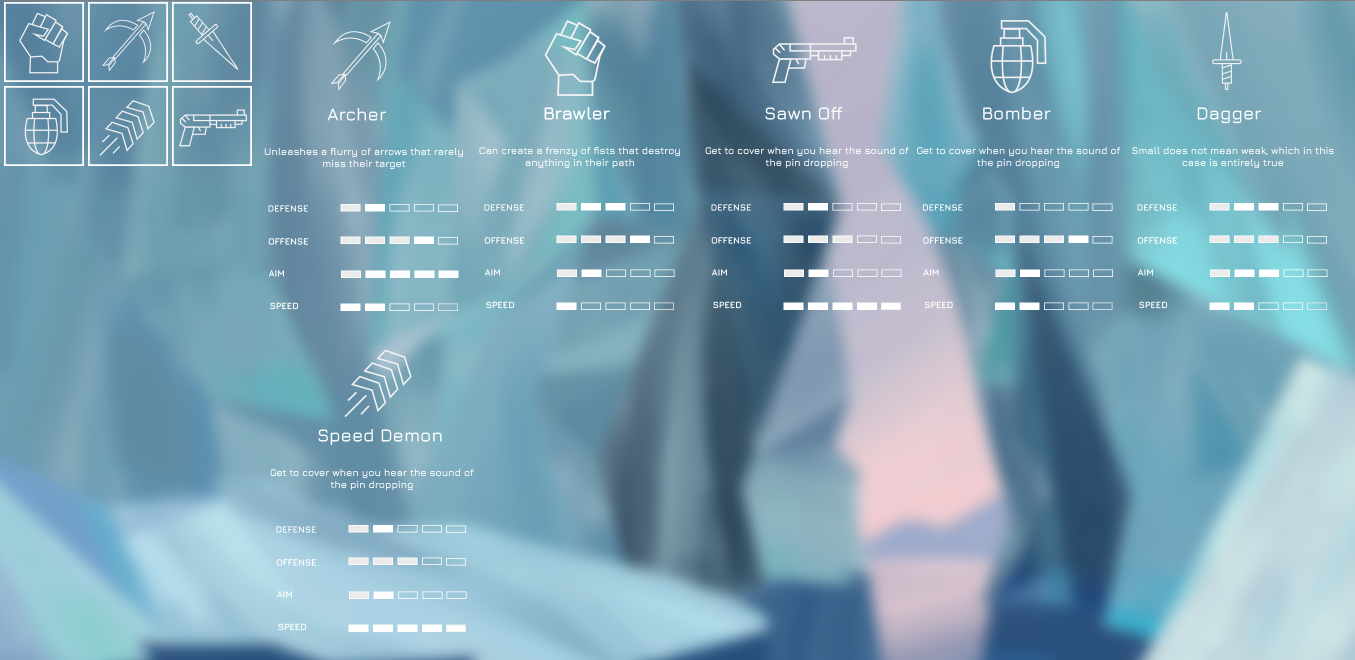 Archer
Unleashes a flurry of arrows that rarely
miss their target
DEFENSE
OFFENSE
AIM
SPEED
Brawler
Can create a frenzy of fists that destroy
anything in their path
DEFENSE
OFFENSE
AIM
SPEED
Sawn Off
Get to cover when you hear the sound of
the pin dropping
DEFENSE
OFFENSE
AIM
SPEED
Bomber
Get to cover when you hear the sound of
the pin dropping
DEFENSE
OFFENSE
AIM
SPEED
Dagger
Small does not mean weak, which in this
case is entirely true
DEFENSE
OFFENSE
AIM
SPEED
Speed Demon
Get to cover when you hear the sound of
the pin dropping
DEFENSE
OFFENSE
AIM
SPEED